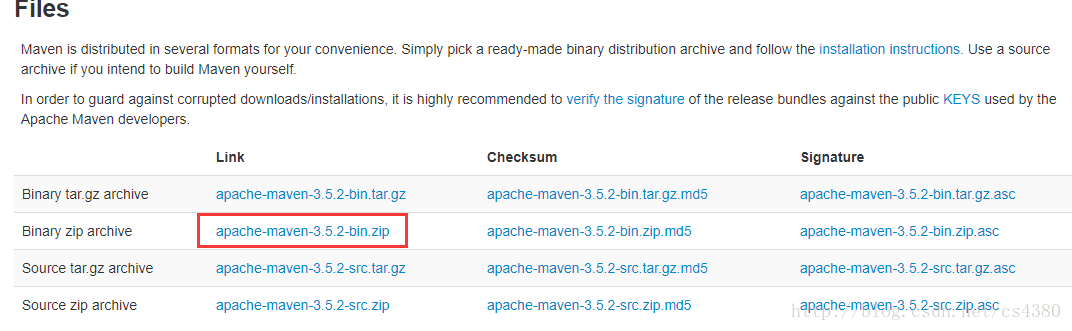 Files
Maven is distributed in several formats for your convenience. Simply pick a ready-made binary distribution archive and follow the installation instructions. Use a source
archive if you intend to build Maven yourself.
In order to guard against corrupted downloads/installations, it is highly recommended to verify the signature of the release bundles against the public KEYS used by the
Apache Maven developers.
Link Checksum Signature
Binary tar.gz archive apache-maven-3.5.2-bin.tar.gz apache-maven-3.5.2-bin.tar.gz.md5 apache-maven-3.5.2-bin.tar.gz.asc
Binary zip archive apache-maven-3.5.2-bin.zip apache-maven-3.5.2-bin.zip.md5 apache-maven-3.5.2-bin.zip.asc
Source tar.gz archive apache-maven-3.5.2-src.tar.gz apache-maven-3.5.2-src.tar.gz.md5 apache-maven-3.5.2-src.tar.gz.asc
Source zip archive apache-maven-3.5.2-src.zip apache-maven-3.5.2-src.zip.md5 apache-maven-3.5.2-src.zip.asc
http://blog.csdn.net/cs4380